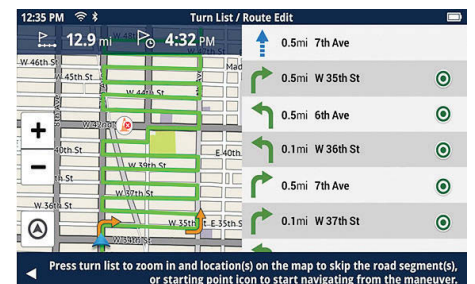 12:35 PM Turn List / Route Edit
12.9 mi 4:32 PM
W 46th St
W 45th St
W 44th St
Mad
8th Ave
W 42nd
40th St
E 40th
W 39th St
W 37th St
W 36th St
W 35th St E 35th S
W 34th St
+
−
0.5mi 7th Ave
0.5mi W 35th St
0.5mi 6th Ave
0.1mi W 36th St
0.5mi 7th Ave
0.1mi W 37th St
Press turn list to zoom in and location(s) on the map to skip the road segment(s),
or starting point icon to start navigating from the maneuver.